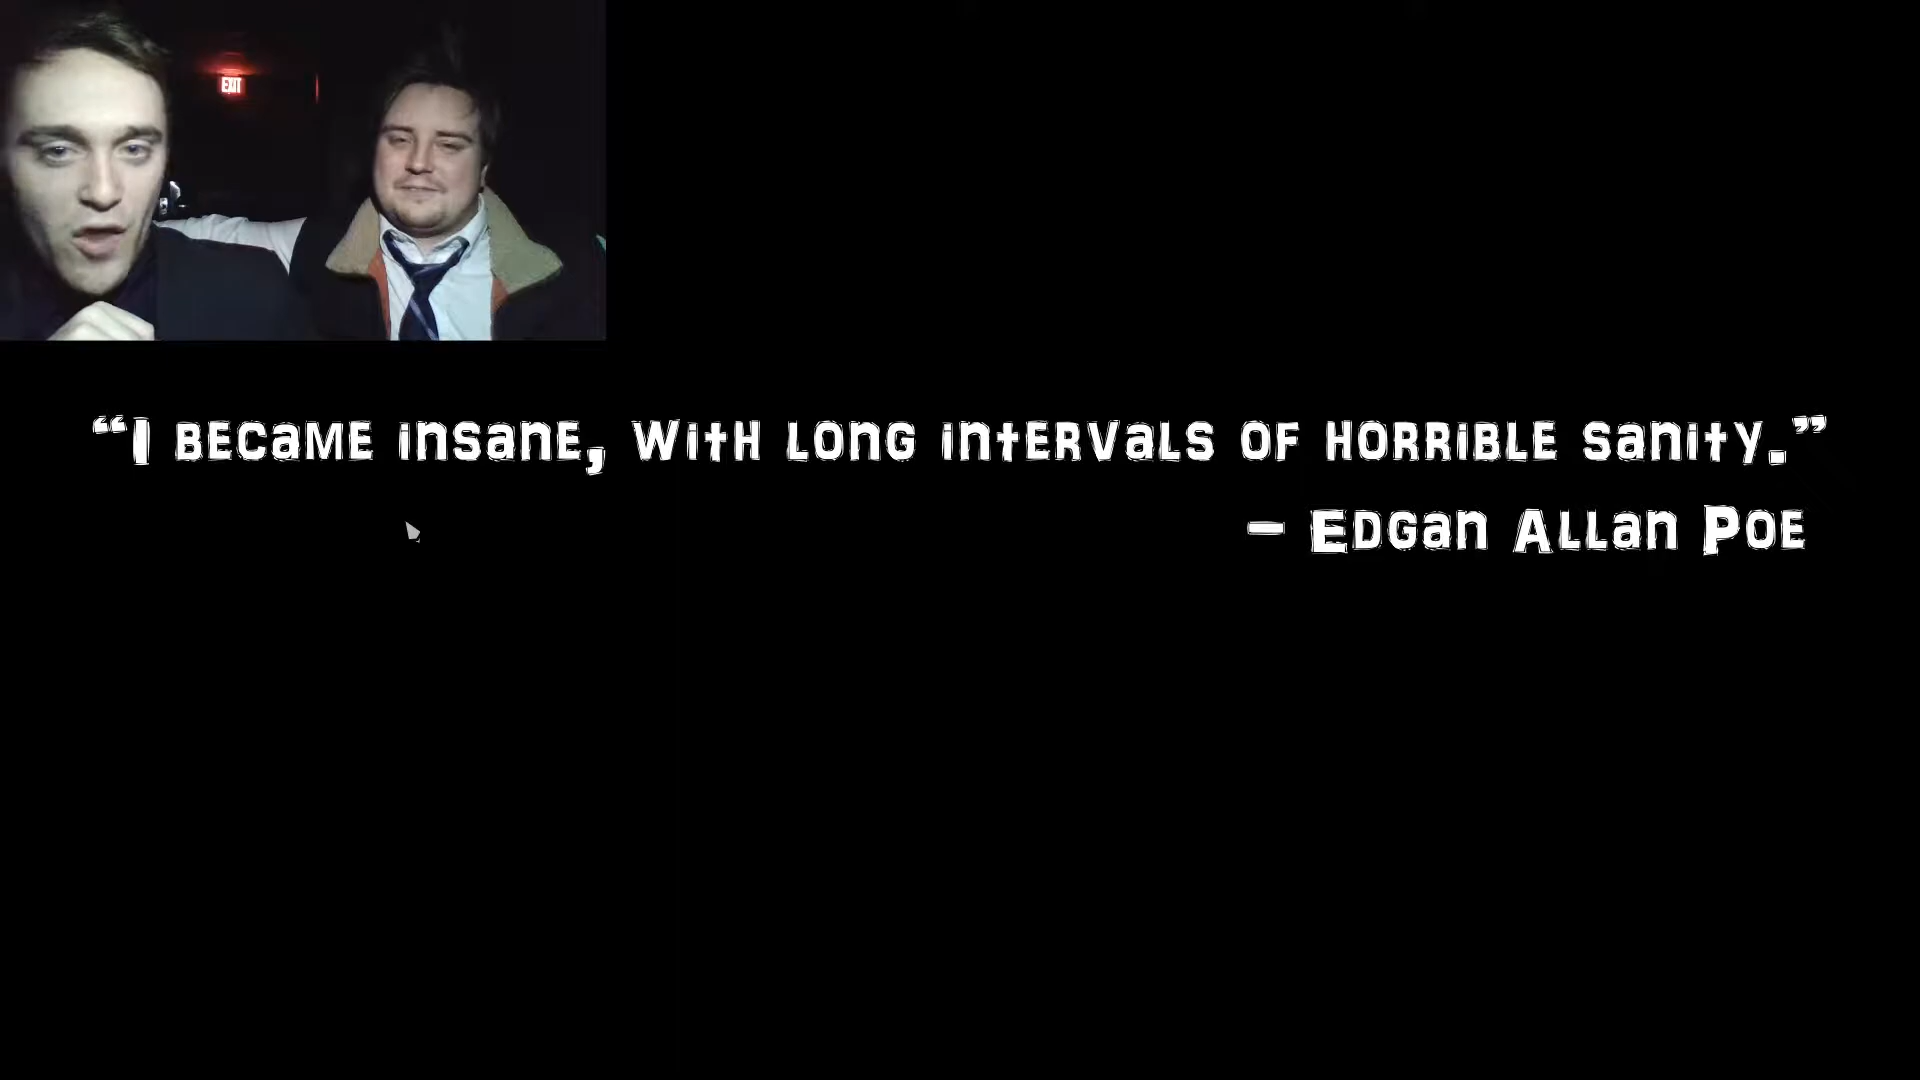 EXIT
“I became insane, with long intervals of horrible sanity.”
- Edgan Allan Poe